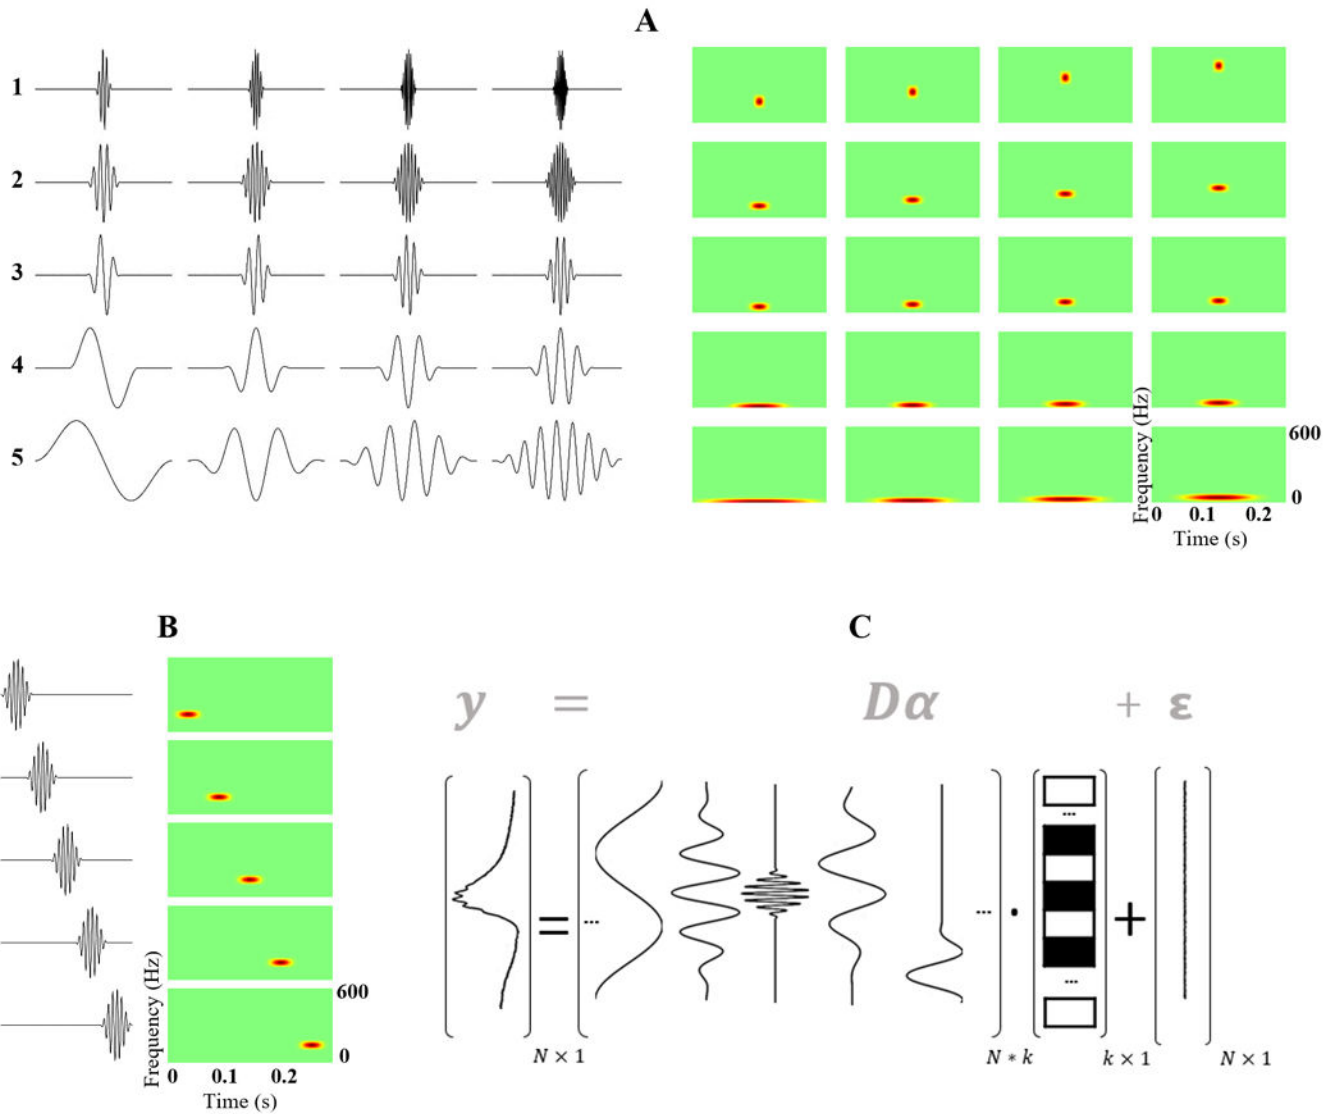 A
1
2
3
4
5
Frequency (Hz)
600
0
0 0.1 0.2
Time (s)
B
Frequency (Hz)
600
0
0 0.1 0.2
Time (s)
C
y = Dα + ε
= ... ... · ... ... +
N × 1 N * k k × 1 N × 1